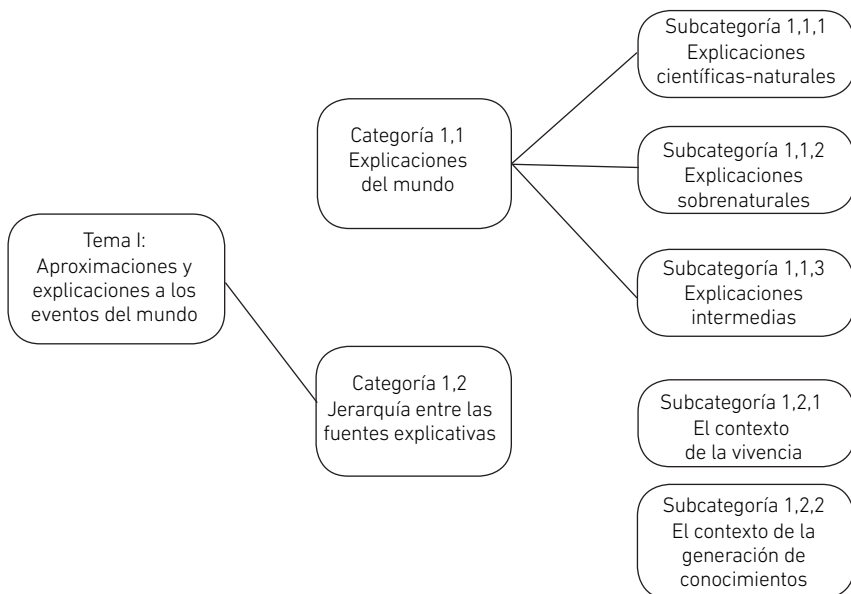 Tema I:
Aproximaciones y
explicaciones a los
eventos del mundo
Categoría 1,1
Explicaciones
del mundo
Subcategoría 1,1,1
Explicaciones
científicas-naturales
Subcategoría 1,1,2
Explicaciones
sobrenaturales
Subcategoría 1,1,3
Explicaciones
intermedias
Categoría 1,2
Jerarquía entre las
fuentes explicativas
Subcategoría 1,2,1
El contexto
de la vivencia
Subcategoría 1,2,2
El contexto de la
generación de
conocimientos